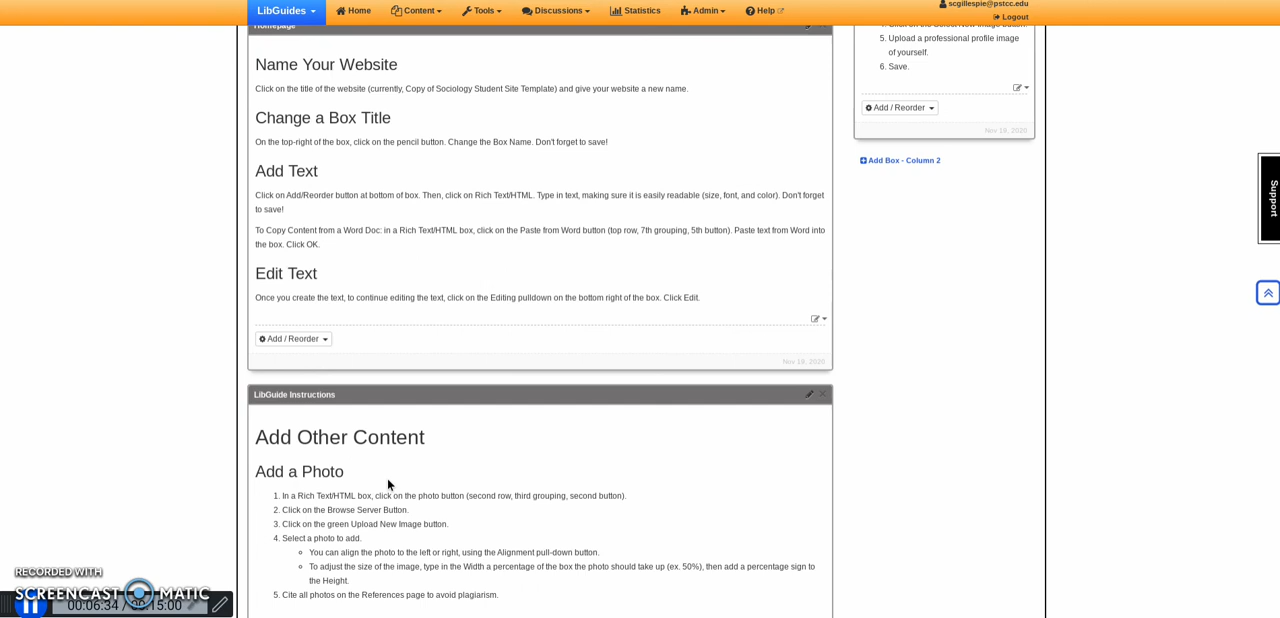 LibGuides
Home
Content
Tools
Discussions
Statistics
Admin
Help
scgillespie@pstcc.edu
Logout
Homepage
Name Your Website
Click on the title of the website (currently, Copy of Sociology Student Site Template) and give your website a new name.
Change a Box Title
On the top-right of the box, click on the pencil button. Change the Box Name. Don't forget to save!
Add Text
Click on Add/Reorder button at bottom of box. Then, click on Rich Text/HTML. Type in text, making sure it is easily readable (size, font, and color). Don't forget
to save!
To Copy Content from a Word Doc: in a Rich Text/HTML box, click on the Paste from Word button (top row, 7th grouping, 5th button). Paste text from Word into
the box. Click OK.
Edit Text
Once you create the text, to continue editing the text, click on the Editing pulldown on the bottom right of the box. Click Edit.
Add / Reorder
Nov 19, 2020
LibGuide Instructions
Add Other Content
Add a Photo
1. In a Rich Text/HTML box, click on the photo button (second row, third grouping, second button).
2. Click on the Browse Server Button.
3. Click on the green Upload New Image button.
4. Select a photo to add.
You can align the photo to the left or right, using the Alignment pull-down button.
To adjust the size of the image, type in the Width a percentage of the box the photo should take up (ex. 50%), then add a percentage sign to
the Height.
5. Cite all photos on the References page to avoid plagiarism.
5. Upload a professional profile image
of yourself.
6. Save.
Add / Reorder
Nov 18, 2020
Add Box - Column 2
Support
RECORDED WITH
SCREENCAST MATIC
00:06:34 / 00:15:00